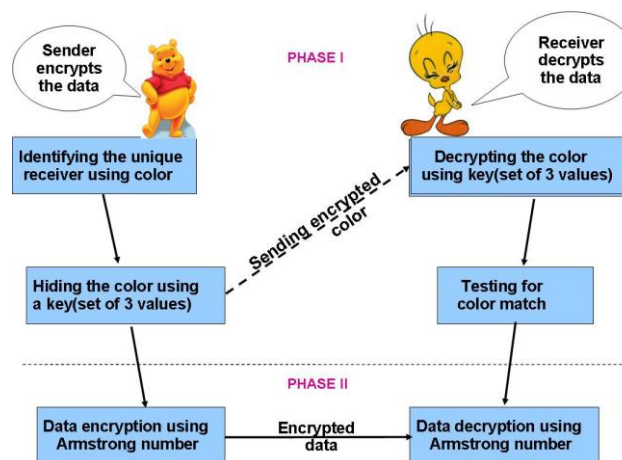 Sender
encrypts
the data
PHASE I
Receiver
decrypts
the data
Identifying the unique
receiver using color
Decrypting the color
using key(set of 3 values)
Sending encrypted
color
Hiding the color using
a key(set of 3 values)
Testing for
color match
PHASE II
Data encryption using
Armstrong number
Encrypted
data
Data decryption using
Armstrong number